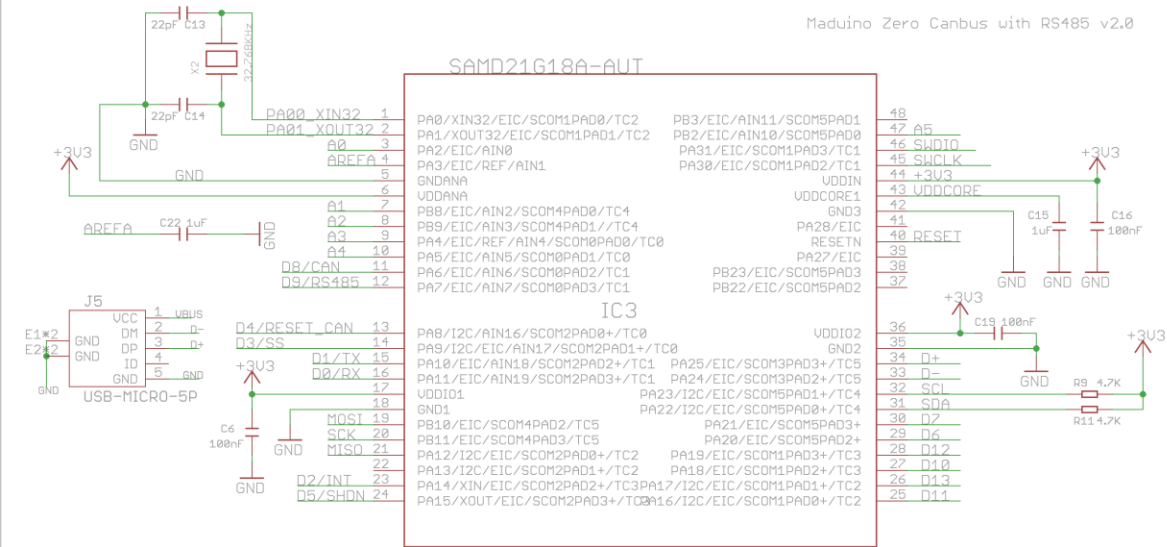 Maduino Zero Canbus with RS485 v2.0
22pF C13
X2
32.768KHz
22pF C14
GND
+3V3
GND
AREFA
C22 1uF
GND
SAMD21G18A-AUT
IC3
PA00_XIN32 1 PA0/XIN32/EIC/SCOM1PAD0/TC2
PA01_XOUT32 2 PA1/XOUT32/EIC/SCOM1PAD1/TC2
A0 3 PA2/EIC/AIN0
AREFA 4 PA3/EIC/REF/AIN1
5 GNDANA
6 VDDANA
A1 7 PB8/EIC/AIN2/SCOM4PAD0/TC4
A2 8 PB9/EIC/AIN3/SCOM4PAD1//TC4
A3 9 PA4/EIC/REF/AIN4/SCOM0PAD0/TC0
A4 10 PA5/EIC/AIN5/SCOM0PAD1/TC0
D8/CAN 11 PA6/EIC/AIN6/SCOM0PAD2/TC1
D9/RS485 12 PA7/EIC/AIN7/SCOM0PAD3/TC1
D4/RESET_CAN 13 PA8/I2C/AIN16/SCOM2PAD0+/TC0
D3/SS 14 PA9/I2C/EIC/AIN17/SCOM2PAD1+/TC0
D1/TX 15 PA10/EIC/AIN18/SCOM2PAD2+/TC1
D0/RX 16 PA11/EIC/AIN19/SCOM2PAD3+/TC1
17 VDDIO1
18 GND1
MOSI 19 PB10/EIC/SCOM4PAD2/TC5
SCK 20 PB11/EIC/SCOM4PAD3/TC5
MISO 21 PA12/I2C/EIC/SCOM2PAD0+/TC2
22 PA13/I2C/EIC/SCOM2PAD1+/TC2
D2/INT 23 PA14/XIN/EIC/SCOM2PAD2+/TC3
D5/SHDN 24 PA15/XOUT/EIC/SCOM2PAD3+/TC3
PB3/EIC/AIN11/SCOM5PAD1 48
PB2/EIC/AIN10/SCOM5PAD0 47 A5
PA31/EIC/SCOM1PAD3/TC1 46 SWDIO
PA30/EIC/SCOM1PAD2/TC1 45 SWCLK
VDDIN 44 +3V3
VDDCORE1 43 VDDCORE
GND3 42
PA28/EIC 41
RESETN 40 RESET
PA27/EIC 39
PB23/EIC/SCOM5PAD3 38
PB22/EIC/SCOM5PAD2 37
VDDIO2 36
GND2 35
PA25/EIC/SCOM3PAD3+/TC5 34 D+
PA24/EIC/SCOM3PAD2+/TC5 33 D-
PA23/I2C/EIC/SCOM5PAD1+/TC4 32 SCL
PA22/I2C/EIC/SCOM5PAD0+/TC4 31 SDA
PA21/EIC/SCOM5PAD3+ 30 D7
PA20/EIC/SCOM5PAD2+ 29 D6
PA19/EIC/SCOM1PAD3+/TC3 28 D12
PA18/EIC/SCOM1PAD2+/TC3 27 D10
PA17/I2C/EIC/SCOM1PAD1+/TC2 26 D13
PA16/I2C/EIC/SCOM1PAD0+/TC2 25 D11
+3V3
C15
1uF
C16
100nF
GND
GND
GND
+3V3
C19 100nF
GND
+3V3
R9 4.7K
R11 4.7K
J5
VCC 1 VBUS
DM 2 D-
DP 3 D+
ID 4
GND 5 GND
E1*2
E2*2
GND
GND
GND
USB-MICRO-5P
+3V3
C6
100nF
GND
GND